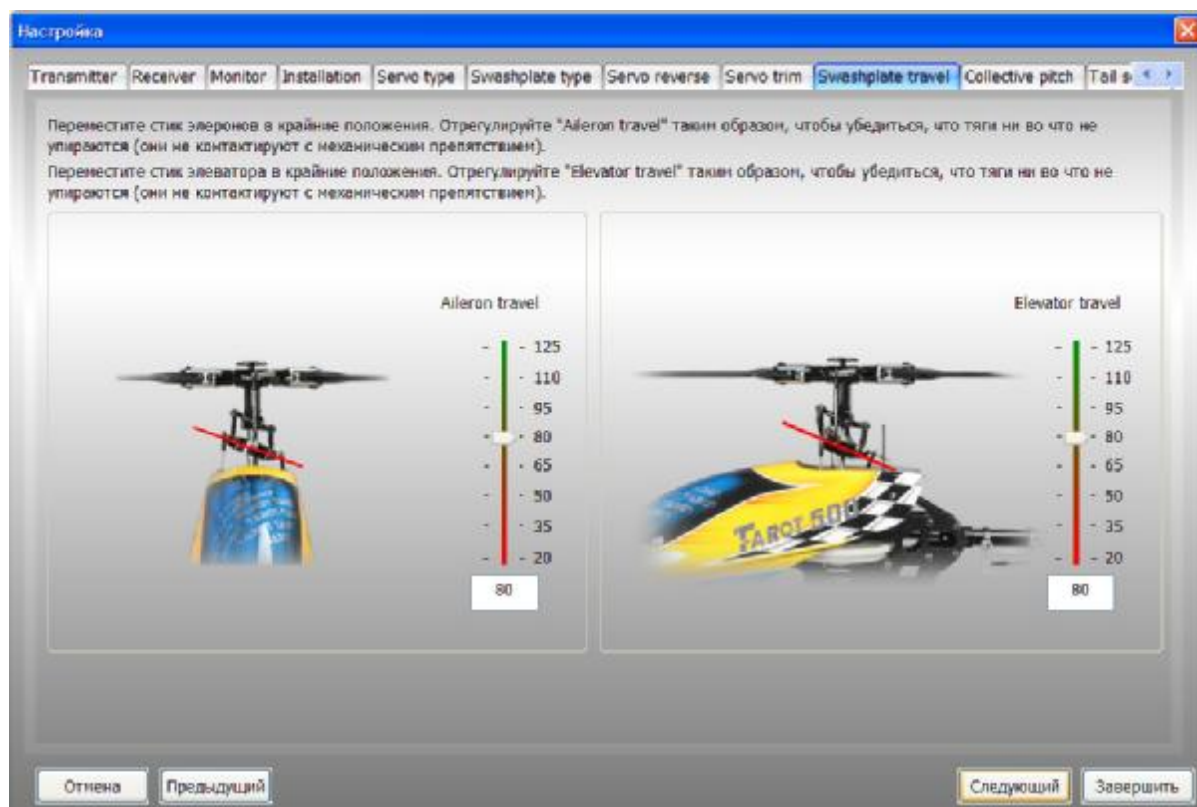 Настройка
Transmitter Receiver Monitor Installation Servo type Swashplate type Servo reverse Servo trim Swashplate travel Collective pitch Tail s
Переместите стик элеронов в крайние положения. Отрегулируйте "Aileron travel" таким образом, чтобы убедиться, что тяги ни во что не
упираются (они не контактируют с механическим препятствием).
Переместите стик элеватора в крайние положения. Отрегулируйте "Elevator travel" таким образом, чтобы убедиться, что тяги ни во что не
упираются (они не контактируют с механическим препятствием).
Aileron travel
- - 125
- - 110
- - 95
- - 80
- - 65
- - 50
- - 35
- - 20
80
Elevator travel
- - 125
- - 110
- - 95
- - 80
- - 65
- - 50
- - 35
- - 20
80
TAROT 500
Отмена Предыдущий Следующий Завершить